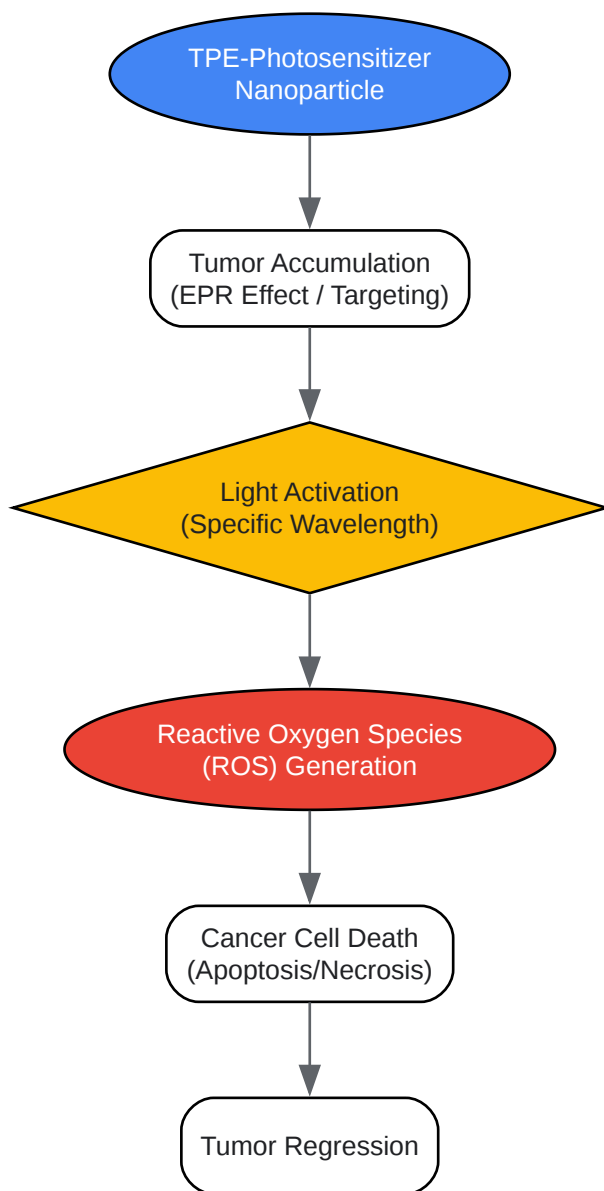 TPE-Photosensitizer
Nanoparticle
Tumor Accumulation
(EPR Effect / Targeting)
Light Activation
(Specific Wavelength)
Reactive Oxygen Species
(ROS) Generation
Cancer Cell Death
(Apoptosis/Necrosis)
Tumor Regression